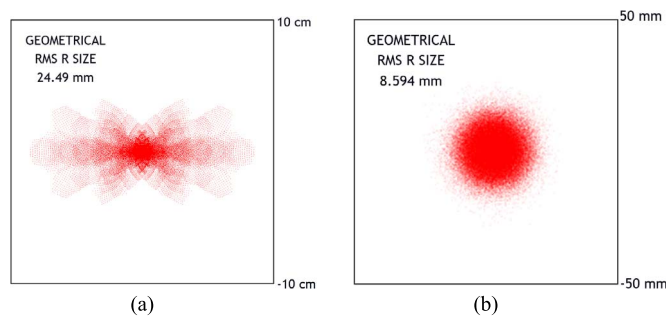 10 cm
GEOMETRICAL
RMS R SIZE
24.49 mm
-10 cm
(a)
50 mm
GEOMETRICAL
RMS R SIZE
8.594 mm
-50 mm
(b)